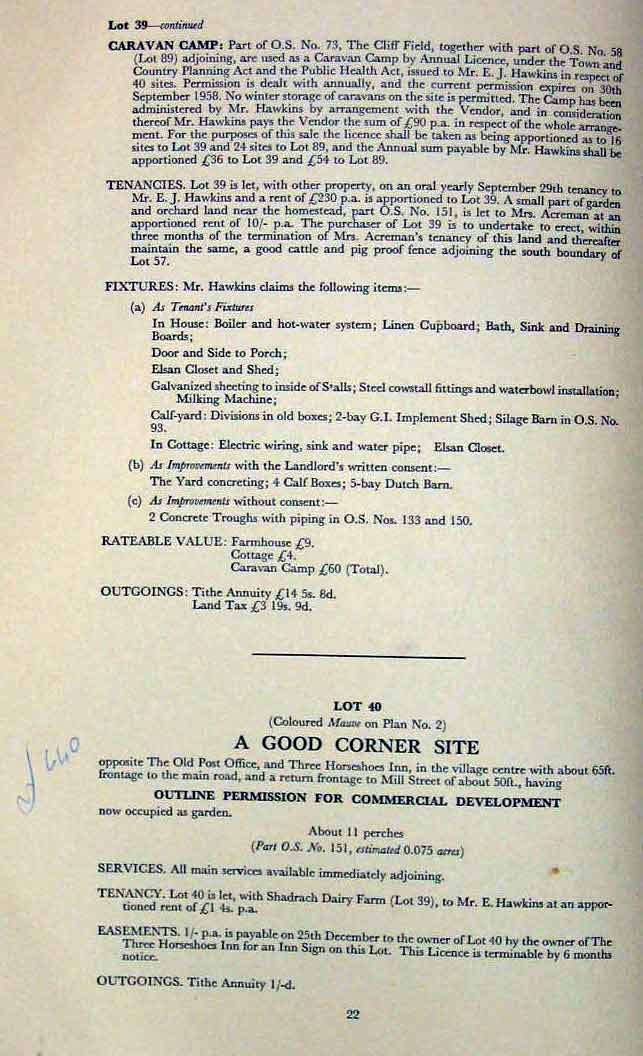 Lot 39—continued
CARAVAN CAMP: Part of O.S. No. 73, The Cliff Field, together with part of O.S. No. 58
(Lot 89) adjoining, are used as a Caravan Camp by Annual Licence, under the Town and
Country Planning Act and the Public Health Act, issued to Mr. E. J. Hawkins in respect of
40 sites. Permission is dealt with annually, and the current permission expires on 30th
September 1958. No winter storage of caravans on the site is permitted. The Camp has been
administered by Mr. Hawkins by arrangement with the Vendor, and in consideration
thereof Mr. Hawkins pays the Vendor the sum of £90 p.a. in respect of the whole arrange-
ment. For the purposes of this sale the licence shall be taken as being apportioned as to 16
sites to Lot 39 and 24 sites to Lot 89, and the Annual sum payable by Mr. Hawkins shall be
apportioned £36 to Lot 39 and £54 to Lot 89.
TENANCIES. Lot 39 is let, with other property, on an oral yearly September 29th tenancy to
Mr. E. J. Hawkins and a rent of £230 p.a. is apportioned to Lot 39. A small part of garden
and orchard land near the homestead, part O.S. No. 151, is let to Mrs. Acreman at an
apportioned rent of 10/- p.a. The purchaser of Lot 39 is to undertake to erect, within
three months of the termination of Mrs. Acreman's tenancy of this land and thereafter
maintain the same, a good cattle and pig proof fence adjoining the south boundary of
Lot 57.
FIXTURES: Mr. Hawkins claims the following items:—
(a) As Tenant's Fixtures
In House: Boiler and hot-water system; Linen Cupboard; Bath, Sink and Draining
Boards;
Door and Side to Porch;
Elsan Closet and Shed;
Galvanized sheeting to inside of Stalls; Steel cowstall fittings and waterbowl installation;
Milking Machine;
Calf-yard: Divisions in old boxes; 2-bay G.I. Implement Shed; Silage Barn in O.S. No.
93.
In Cottage: Electric wiring, sink and water pipe; Elsan Closet.
(b) As Improvements with the Landlord's written consent:—
The Yard concreting; 4 Calf Boxes; 5-bay Dutch Barn.
(c) As Improvements without consent:—
2 Concrete Troughs with piping in O.S. Nos. 133 and 150.
RATEABLE VALUE: Farmhouse £9.
Cottage £4.
Caravan Camp £60 (Total).
OUTGOINGS: Tithe Annuity £14 5s. 8d.
Land Tax £3 19s. 9d.
LOT 40
(Coloured Mauve on Plan No. 2)
A GOOD CORNER SITE
opposite The Old Post Office, and Three Horseshoes Inn, in the village centre with about 65ft.
frontage to the main road, and a return frontage to Mill Street of about 50ft., having
OUTLINE PERMISSION FOR COMMERCIAL DEVELOPMENT
now occupied as garden.
About 11 perches
(Part O.S. No. 151, estimated 0.075 acres)
SERVICES. All main services available immediately adjoining.
TENANCY. Lot 40 is let, with Shadrach Dairy Farm (Lot 39), to Mr. E. Hawkins at an appor-
tioned rent of £1 4s. p.a.
EASEMENTS. 1/- p.a. is payable on 25th December to the owner of Lot 40 by the owner of The
Three Horseshoes Inn for an Inn Sign on this Lot. This Licence is terminable by 6 months
notice.
OUTGOINGS. Tithe Annuity 1/-d.
22